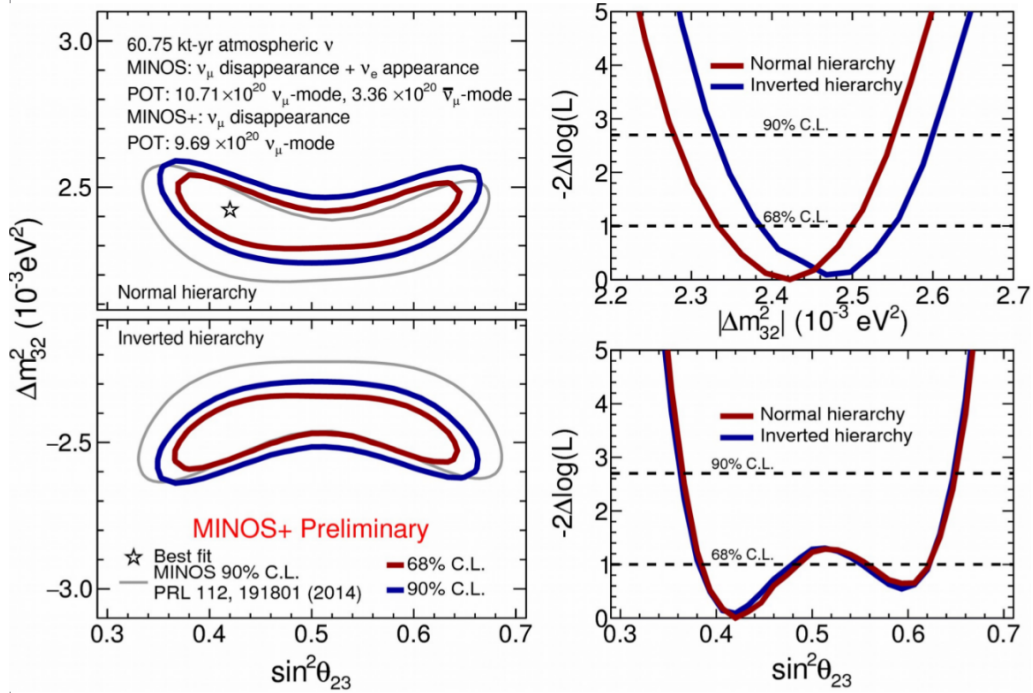 3.0
2.5
−2.5
−3.0
Δm²₃₂ (10⁻³eV²)
60.75 kt-yr atmospheric ν
MINOS: νμ disappearance + νe appearance
POT: 10.71×10²⁰ νμ-mode, 3.36 ×10²⁰ ν̅μ-mode
MINOS+: νμ disappearance
POT: 9.69 ×10²⁰ νμ-mode
Normal hierarchy
Inverted hierarchy
MINOS+ Preliminary
Best fit
MINOS 90% C.L.
PRL 112, 191801 (2014)
68% C.L.
90% C.L.
0.3 0.4 0.5 0.6 0.7
sin²θ₂₃
-2Δlog(L)
5
4
3
2
1
0
Normal hierarchy
Inverted hierarchy
90% C.L.
68% C.L.
2.2 2.3 2.4 2.5 2.6 2.7
|Δm²₃₂| (10⁻³ eV²)
-2Δlog(L)
5
4
3
2
1
0
Normal hierarchy
Inverted hierarchy
90% C.L.
68% C.L.
0.3 0.4 0.5 0.6 0.7
sin²θ₂₃